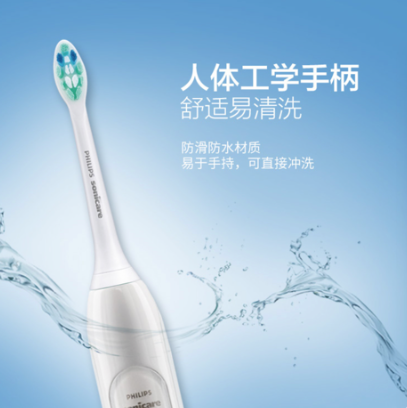 人体工学手柄
舒适易清洗
防滑防水材质
易于手持，可直接冲洗
PHILIPS sonicare
PHILIPS
sonicare